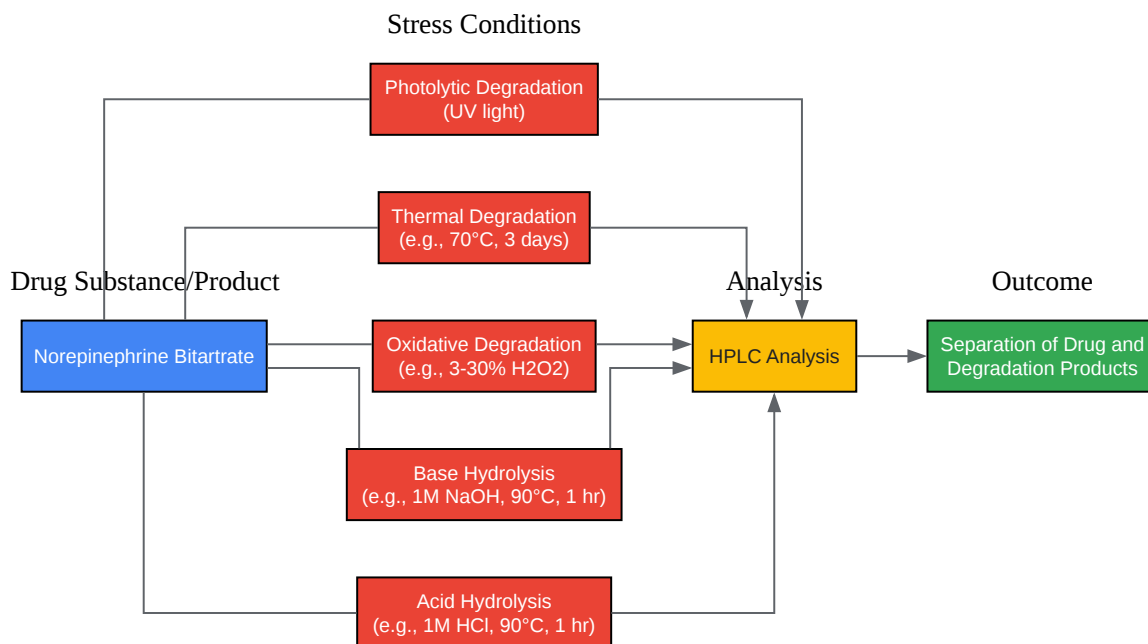 Stress Conditions
Photolytic Degradation
(UV light)
Thermal Degradation
(e.g., 70°C, 3 days)
Drug Substance/Product
Analysis
Outcome
Norepinephrine Bitartrate
Oxidative Degradation
(e.g., 3-30% H2O2)
HPLC Analysis
Separation of Drug and
Degradation Products
Base Hydrolysis
(e.g., 1M NaOH, 90°C, 1 hr)
Acid Hydrolysis
(e.g., 1M HCl, 90°C, 1 hr)